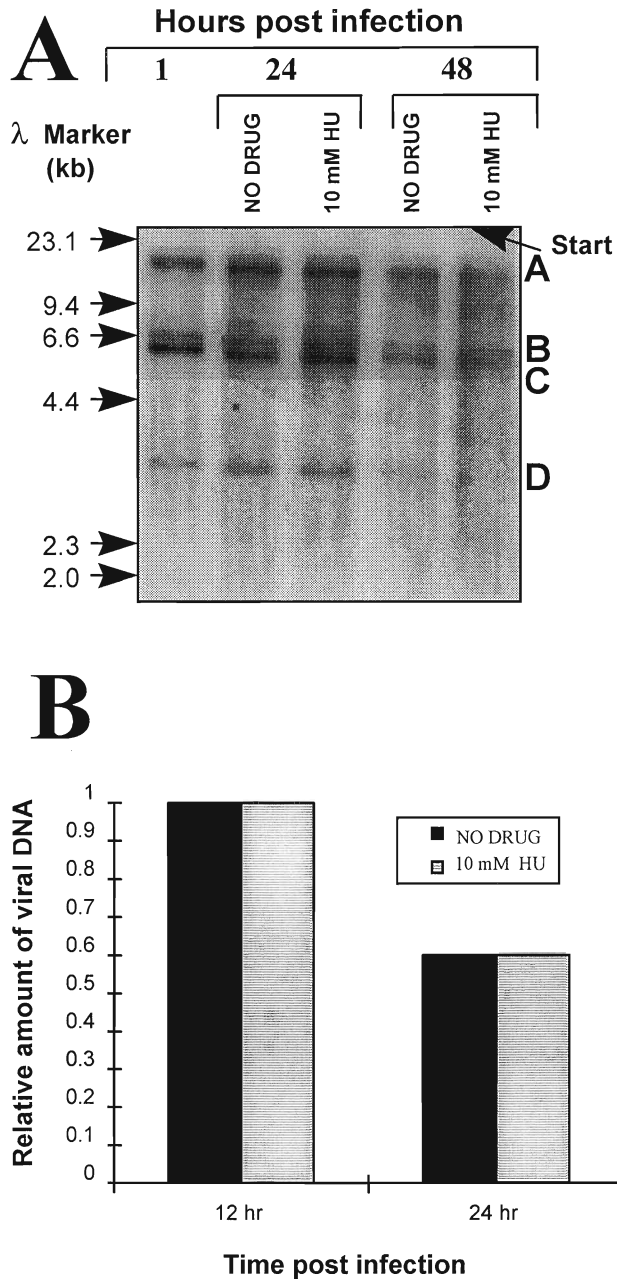 A
Hours post infection
1 24 48
λ Marker
(kb)
NO DRUG
10 mM HU
NO DRUG
10 mM HU
23.1
9.4
6.6
4.4
2.3
2.0
Start
A
B
C
D
B
Relative amount of viral DNA
1
0.9
0.8
0.7
0.6
0.5
0.4
0.3
0.2
0.1
0
NO DRUG
10 mM HU
12 hr 24 hr
Time post infection